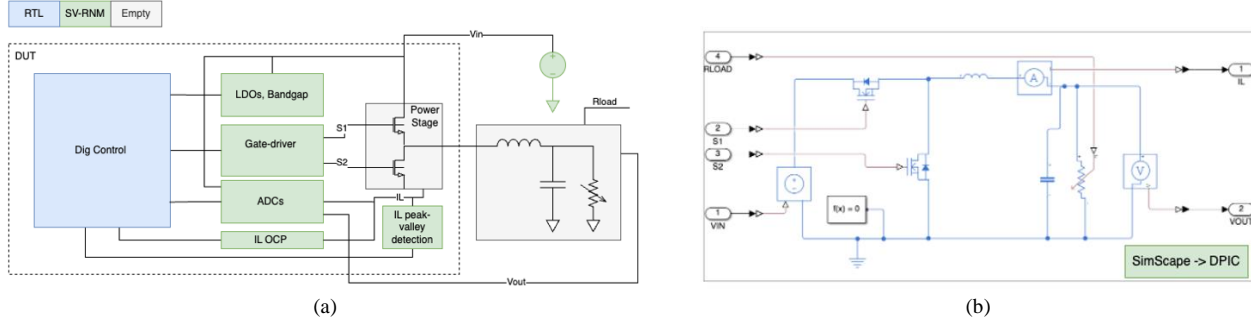 RTL
SV-RNM
Empty
DUT
Vin
Dig Control
LDOs, Bandgap
Gate-driver
ADCs
IL OCP
S1
S2
IL
Power
Stage
IL peak-
valley
detection
Rload
Vout
(a)
4
RLOAD
2
S1
3
S2
1
VIN
f(x) = 0
A
V
1
IL
2
VOUT
SimScape -> DPIC
(b)